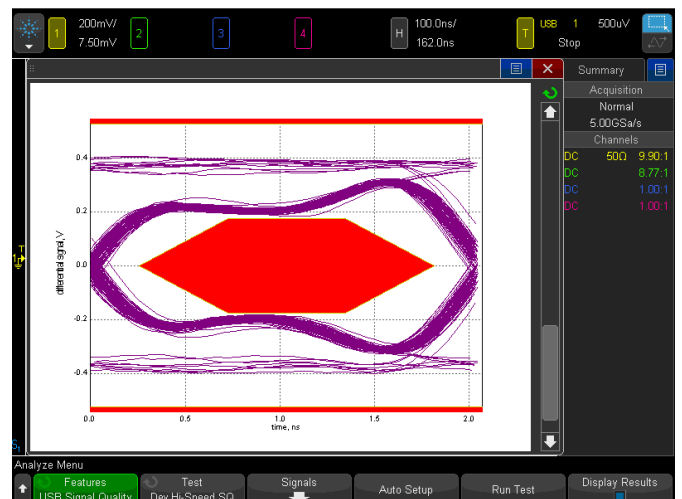 1 200mV/ 2 3 4 H 100.0ns/ T USB 1 500uV
7.50mV/ 162.0ns Stop
Summary
Acquisition
Normal
5.00GSa/s
Channels
DC 50Ω 9.90:1
DC 8.77:1
DC 1.00:1
DC 1.00:1
T
1
differential signal, V
0.4
0.2
0.0
-0.2
-0.4
0.0 0.5 1.0 1.5 2.0
time, ns
S1
Analyze Menu
Features Test Signals Auto Setup Run Test Display Results
USB Signal Quality Dev Hi-Speed SQ